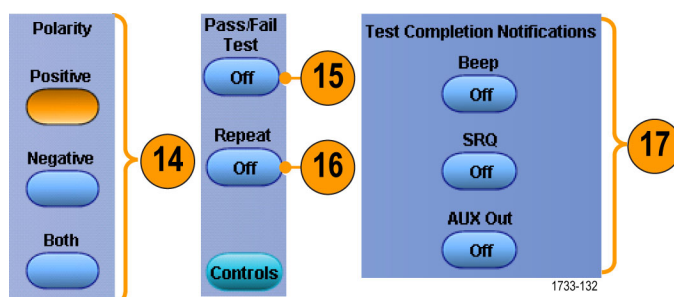 Polarity
Positive
Negative
Both
14
Pass/Fail
Test
Off
15
Repeat
Off
16
Controls
Test Completion Notifications
Beep
Off
SRQ
Off
AUX Out
Off
17
1733-132